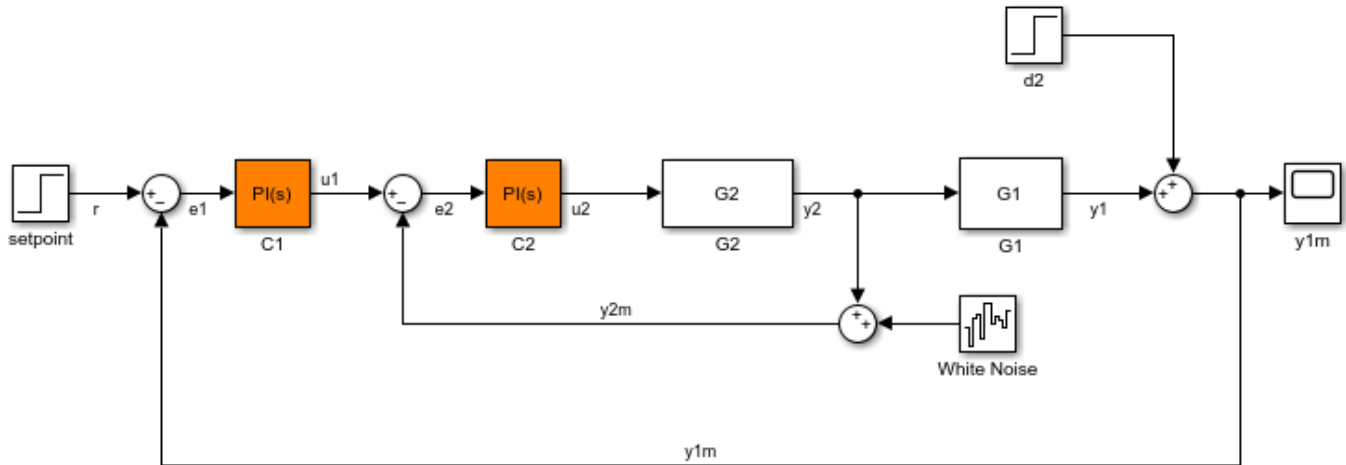 d2
setpoint
r
e1
PI(s)
C1
u1
e2
PI(s)
C2
u2
G2
G2
y2
G1
G1
y1
y1m
y2m
White Noise
y1m